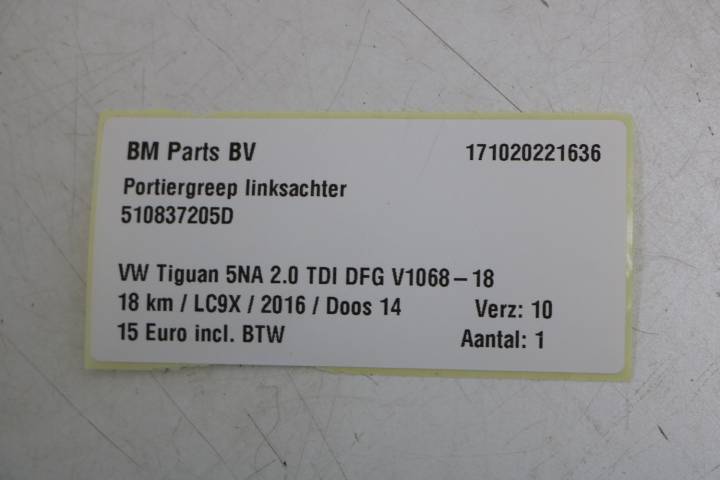 BM Parts BV 171020221636
Portiergreep linksachter
510837205D
VW Tiguan 5NA 2.0 TDI DFG V1068-18
18 km / LC9X / 2016 / Doos 14 Verz: 10
15 Euro incl. BTW Aantal: 1